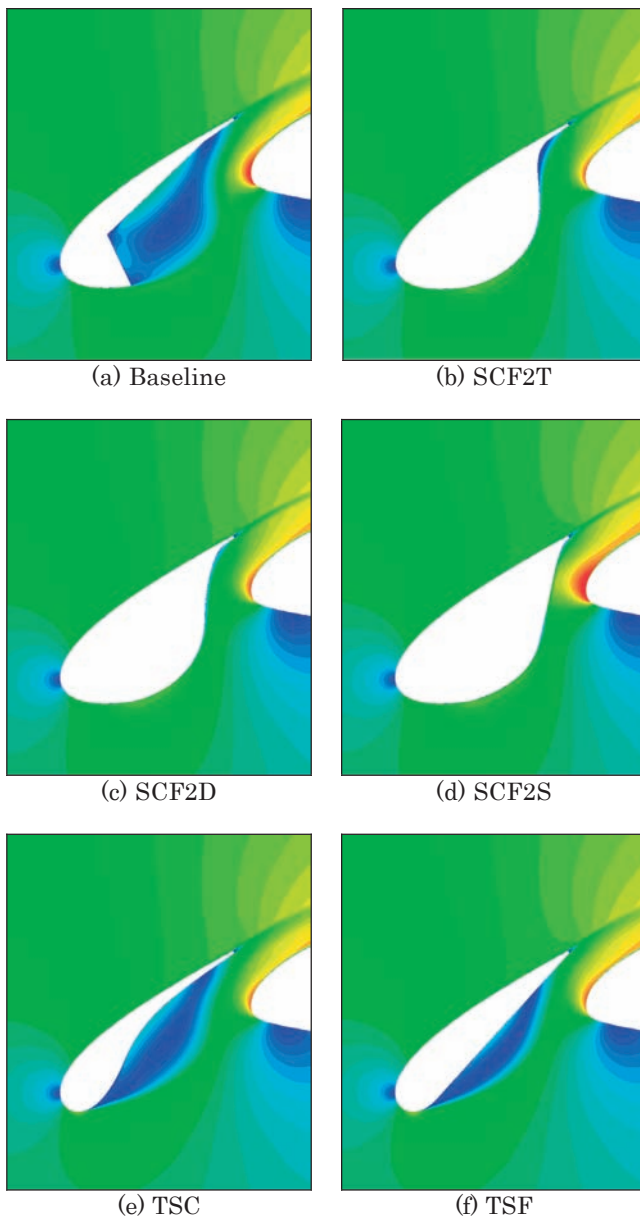 (a) Baseline
(b) SCF2T
(c) SCF2D
(d) SCF2S
(e) TSC
(f) TSF